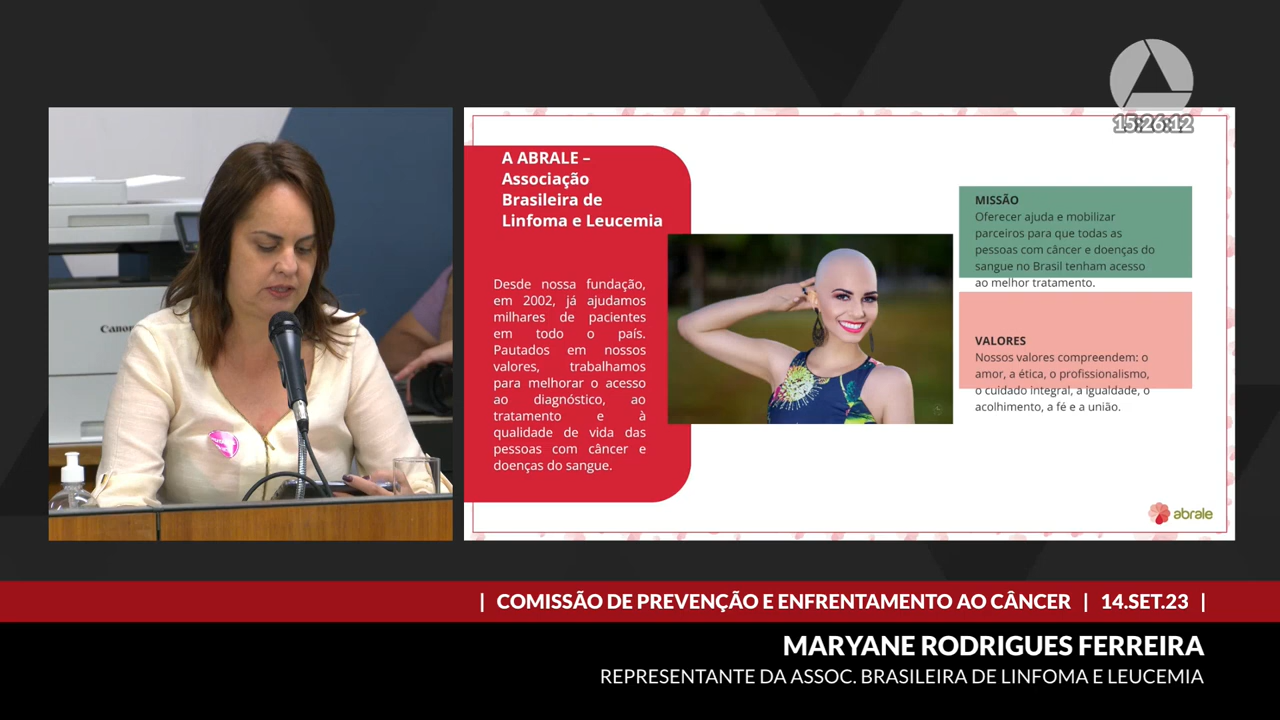 15:26:12
Canon
A ABRALE –
Associação
Brasileira de
Linfoma e Leucemia
Desde nossa fundação,
em 2002, já ajudamos
milhares de pacientes
em todo o país.
Pautados em nossos
valores, trabalhamos
para melhorar o acesso
ao diagnóstico, ao
tratamento e à
qualidade de vida das
pessoas com câncer e
doenças do sangue.
MISSÃO
Oferecer ajuda e mobilizar
parceiros para que todas as
pessoas com câncer e doenças do
sangue no Brasil tenham acesso
ao melhor tratamento.
VALORES
Nossos valores compreendem: o
amor, a ética, o profissionalismo,
o cuidado integral, a igualdade, o
acolhimento, a fé e a união.
abrale
| COMISSÃO DE PREVENÇÃO E ENFRENTAMENTO AO CÂNCER | 14.SET.23 |
MARYANE RODRIGUES FERREIRA
REPRESENTANTE DA ASSOC. BRASILEIRA DE LINFOMA E LEUCEMIA